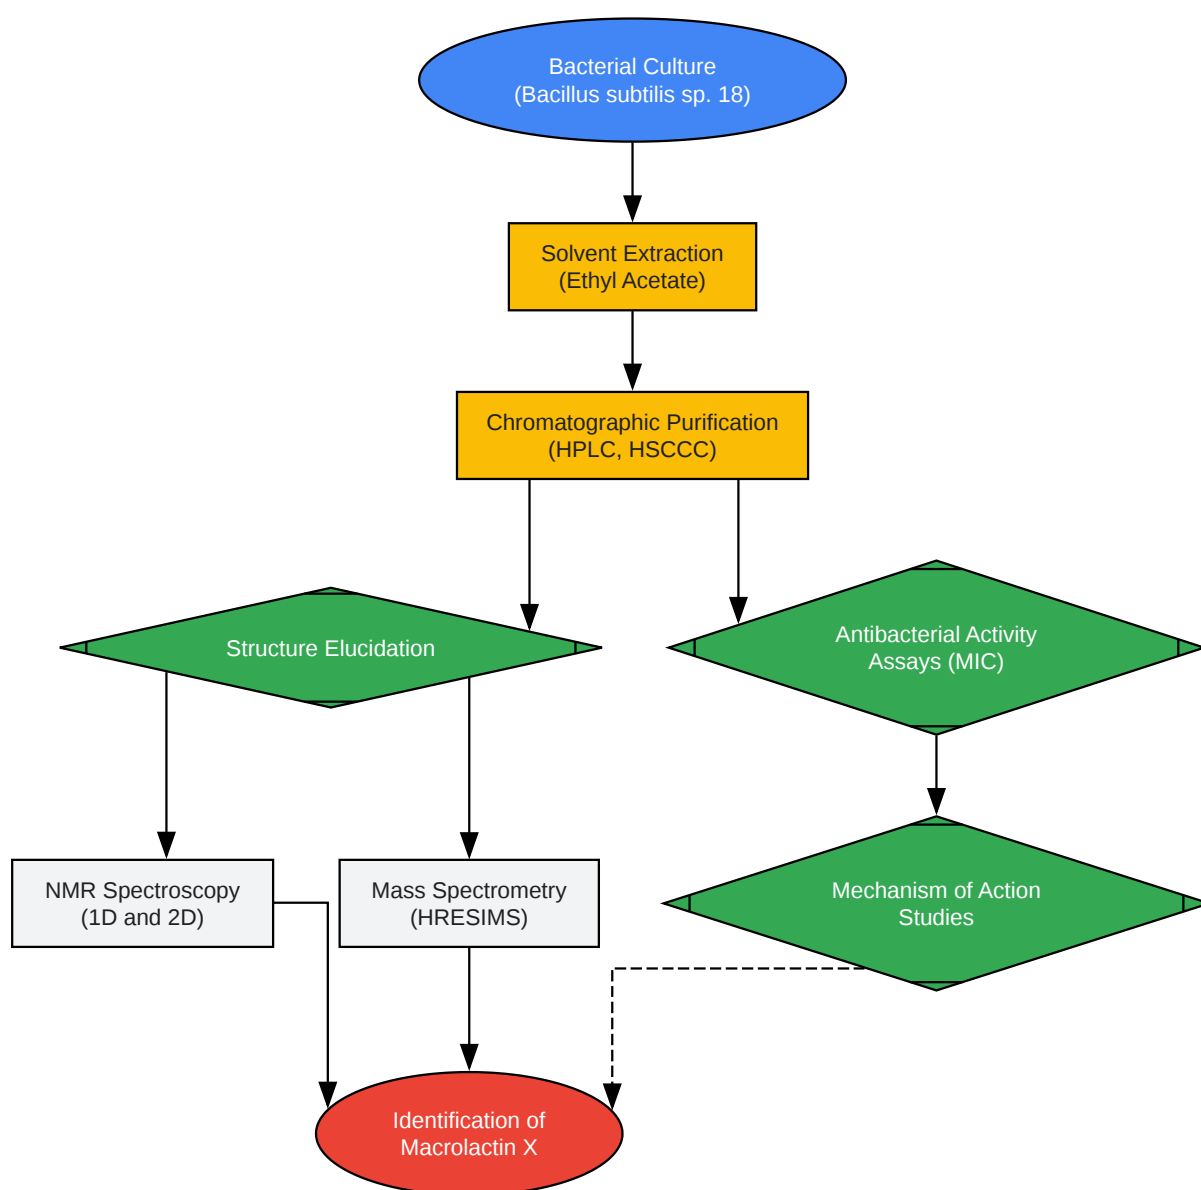 Bacterial Culture
(Bacillus subtilis sp. 18)
Solvent Extraction
(Ethyl Acetate)
Chromatographic Purification
(HPLC, HSCCC)
Structure Elucidation
Antibacterial Activity
Assays (MIC)
NMR Spectroscopy
(1D and 2D)
Mass Spectrometry
(HRESIMS)
Mechanism of Action
Studies
Identification of
Macrolactin X